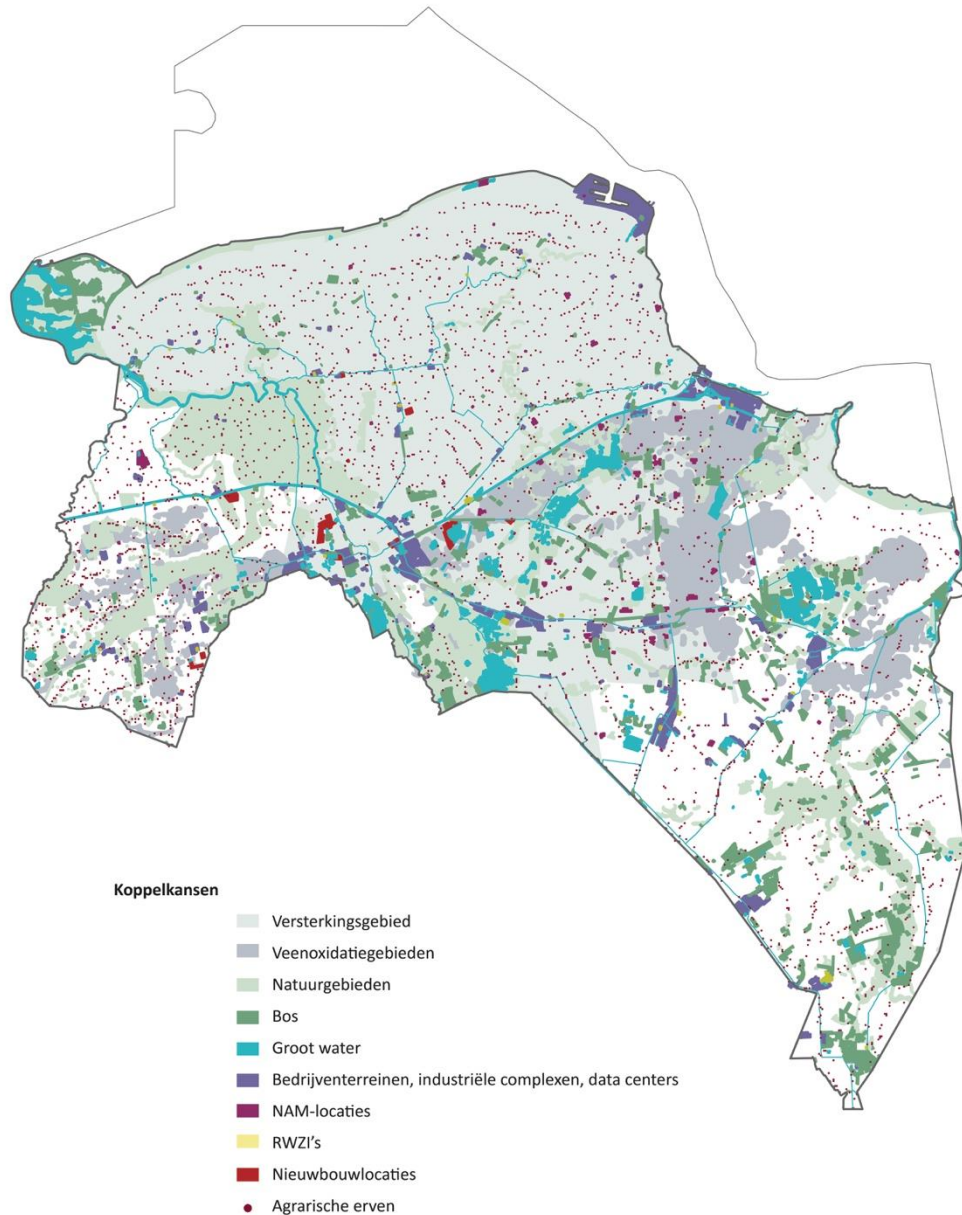 Koppelkansen
Versterkingsgebied
Veenoxidatiegebieden
Natuurgebieden
Bos
Groot water
Bedrijventerreinen, industriële complexen, data centers
NAM-locaties
RWZI's
Nieuwbouwlocaties
Agrarische erven